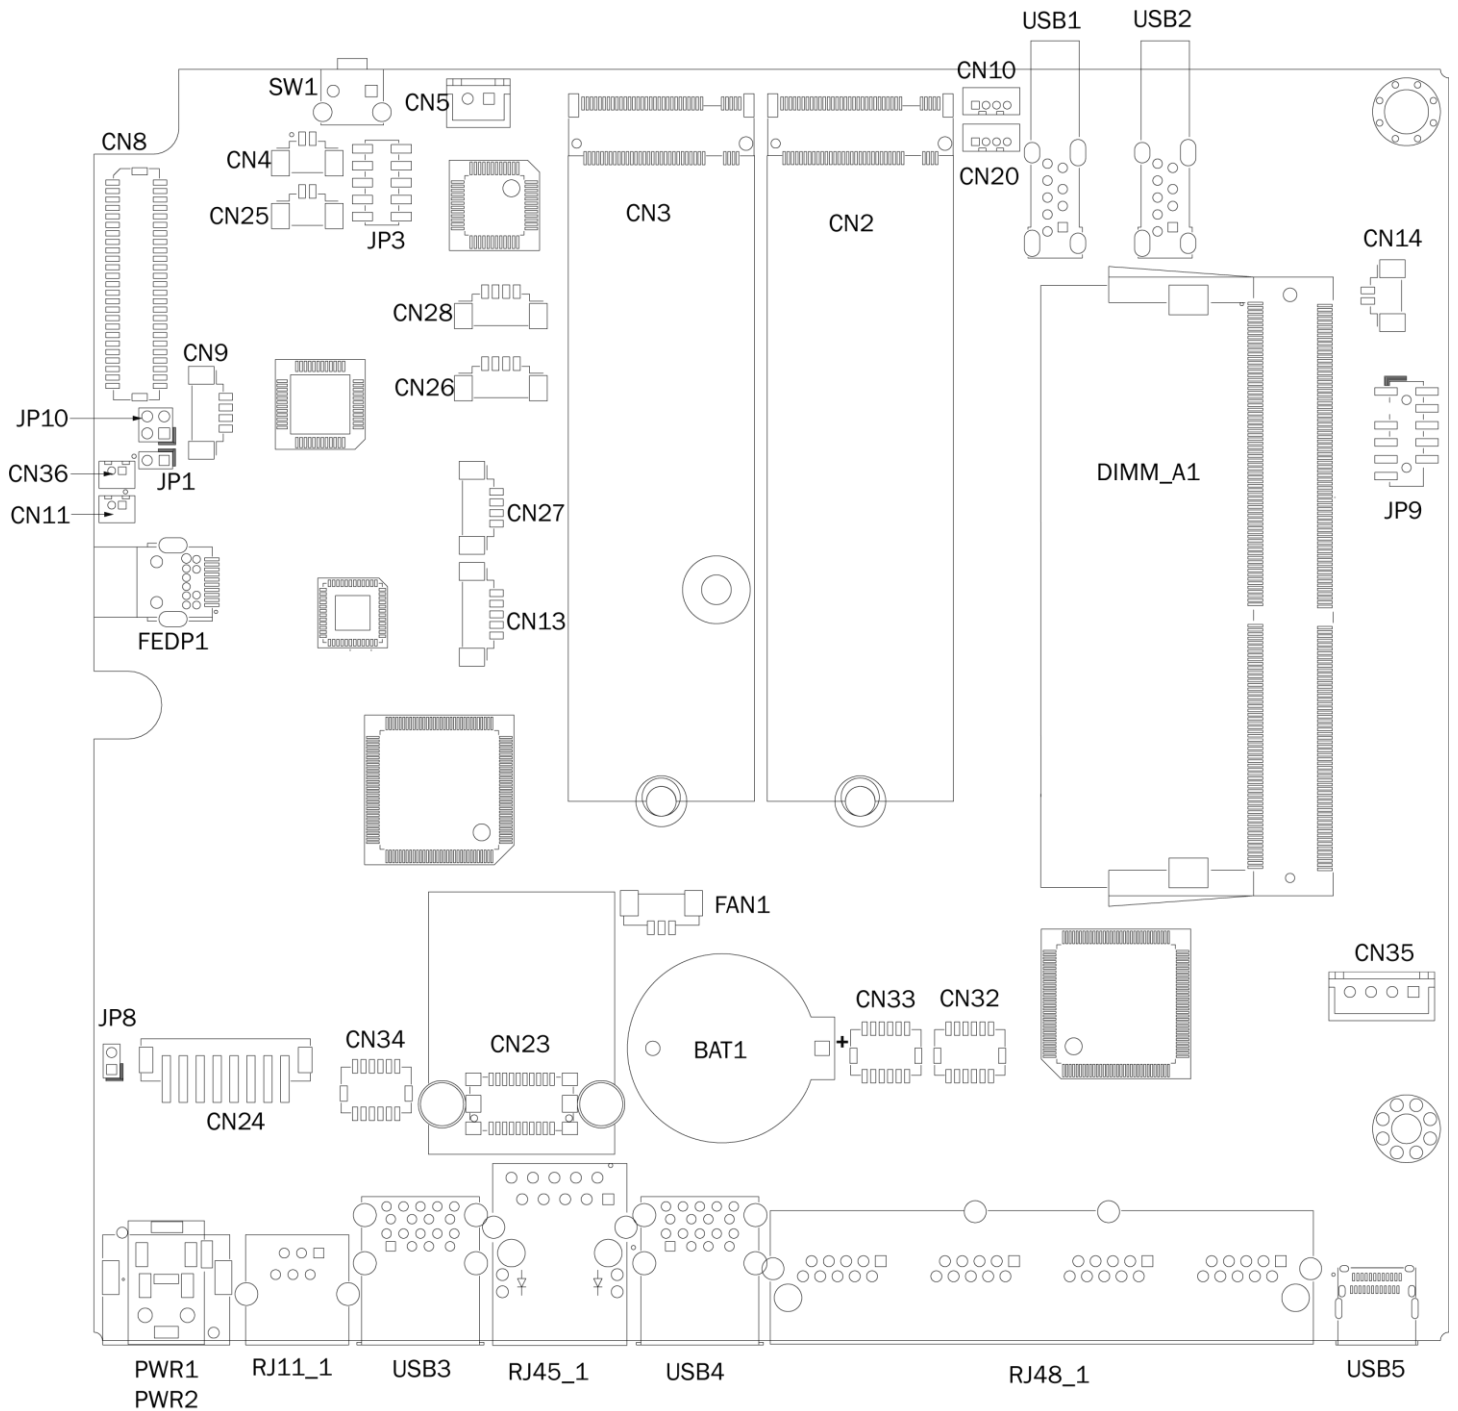 USB1
USB2
SW1
CN5
CN10
CN8
CN4
CN20
CN25
JP3
CN3
CN2
CN14
CN28
CN9
CN26
JP10
CN36
JP1
DIMM_A1
CN11
CN27
JP9
CN13
FEDP1
FAN1
CN35
JP8
CN34
CN23
BAT1
+
CN33
CN32
CN24
PWR1
PWR2
RJ11_1
USB3
RJ45_1
USB4
RJ48_1
USB5